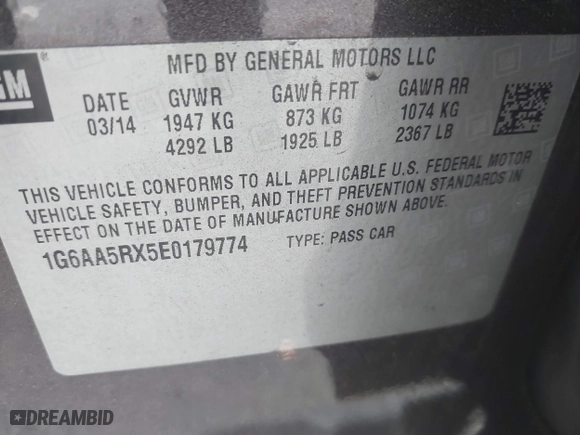 GM
MFD BY GENERAL MOTORS LLC
DATE GVWR GAWR FRT GAWR RR
03/14 1947 KG 873 KG 1074 KG
4292 LB 1925 LB 2367 LB
THIS VEHICLE CONFORMS TO ALL APPLICABLE U.S. FEDERAL MOTOR
VEHICLE SAFETY, BUMPER, AND THEFT PREVENTION STANDARDS IN
EFFECT ON THE DATE OF MANUFACTURE SHOWN ABOVE.
1G6AA5RX5E0179774 TYPE: PASS CAR
DREAMBID